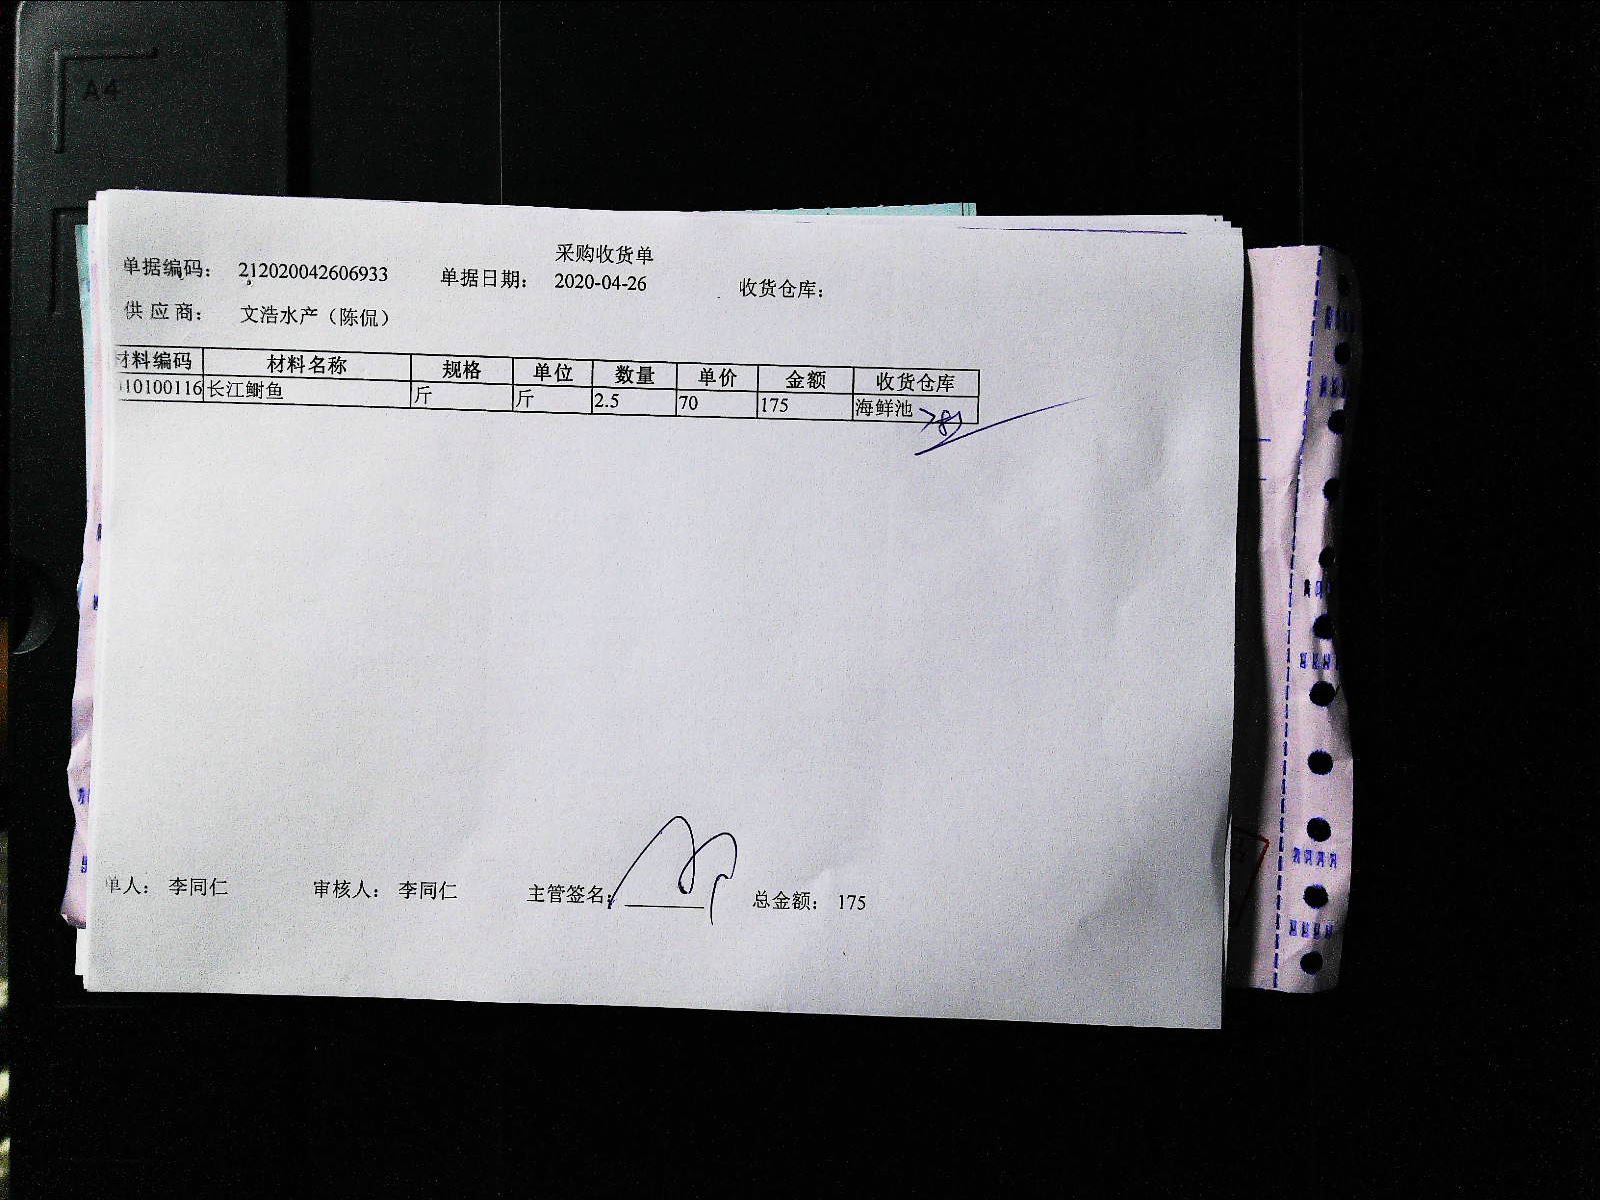 采购收货单
单据编码： 212020042606933 单据日期： 2020-04-26 收货仓库：
供应商： 文浩水产（陈侃）
材料编码 材料名称 规格 单位 数量 单价 金额 收货仓库
10100116 长江鲥鱼 斤 斤 2.5 70 175 海鲜池
单人： 李同仁 审核人： 李同仁 主管签名： 总金额： 175
A4